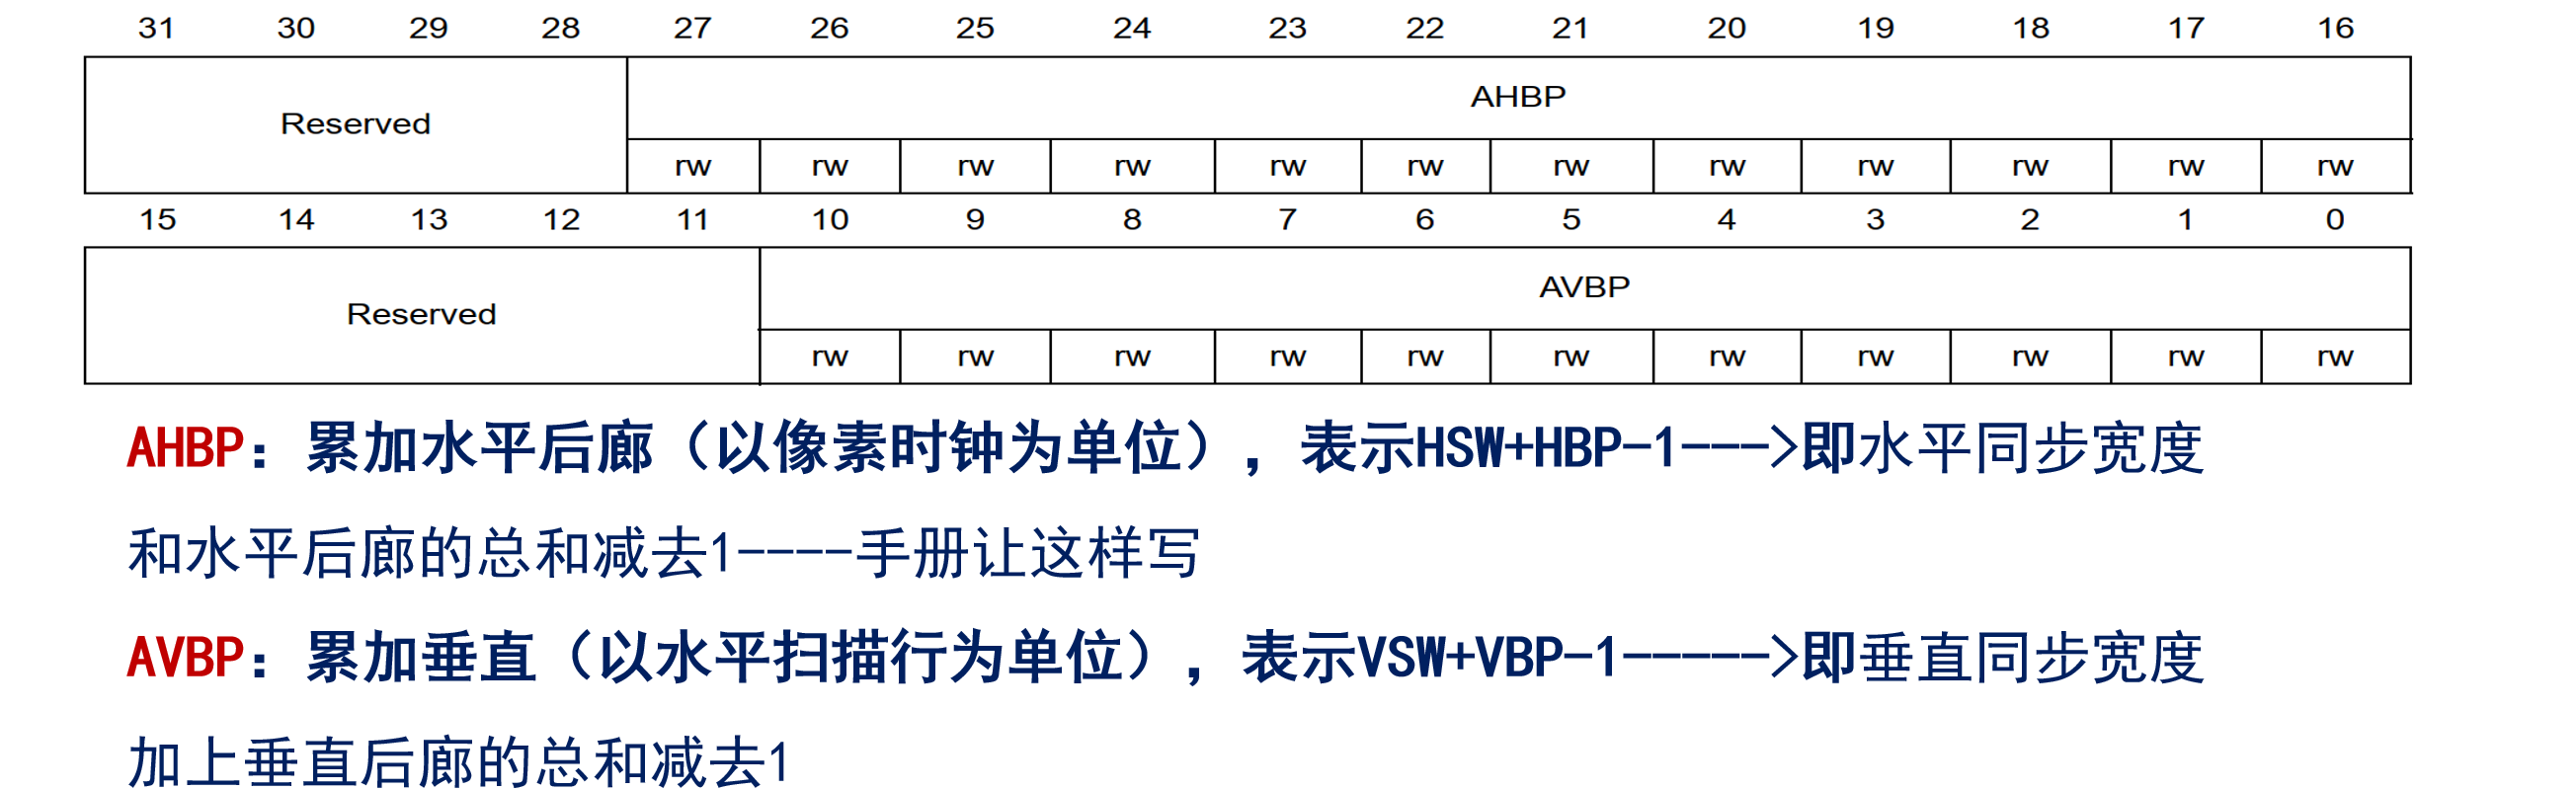 31 30 29 28 27 26 25 24 23 22 21 20 19 18 17 16
Reserved AHBP
rw rw rw rw rw rw rw rw rw rw rw rw
15 14 13 12 11 10 9 8 7 6 5 4 3 2 1 0
Reserved AVBP
rw rw rw rw rw rw rw rw rw rw rw
AHBP：累加水平后廊（以像素时钟为单位），表示HSW+HBP-1--->即水平同步宽度
和水平后廊的总和减去1----手册让这样写
AVBP：累加垂直（以水平扫描行为单位），表示VSW+VBP-1----->即垂直同步宽度
加上垂直后廊的总和减去1